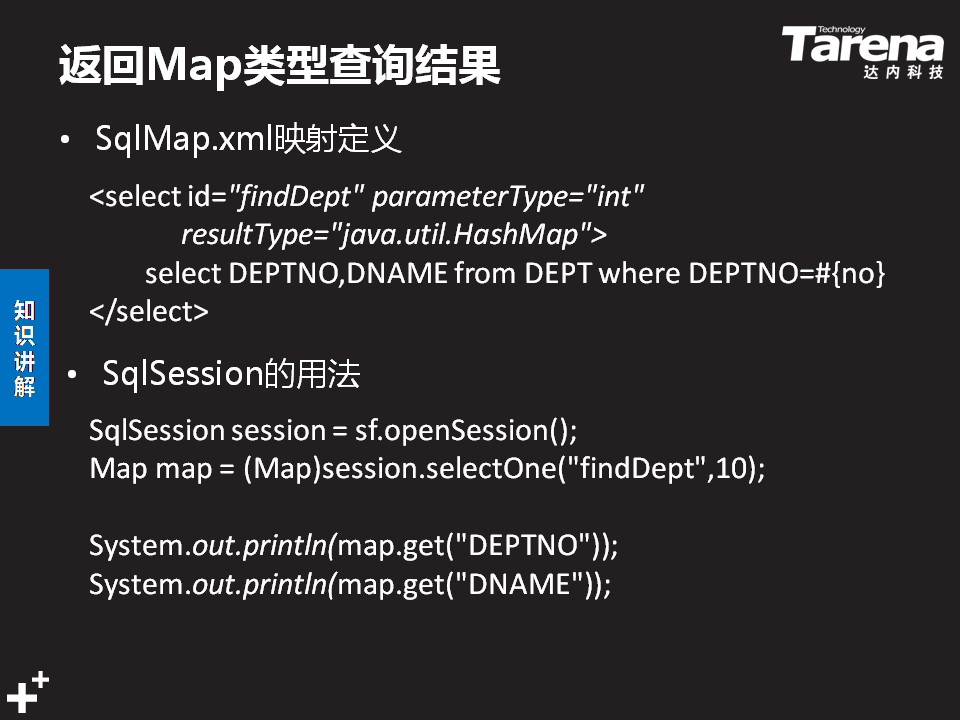 返回Map类型查询结果
Technology
Tarena
达内科技
• SqlMap.xml映射定义
<select id="findDept" parameterType="int"
resultType="java.util.HashMap">
select DEPTNO,DNAME from DEPT where DEPTNO=#{no}
</select>
知识讲解
• SqlSession的用法
SqlSession session = sf.openSession();
Map map = (Map)session.selectOne("findDept",10);
System.out.println(map.get("DEPTNO"));
System.out.println(map.get("DNAME"));